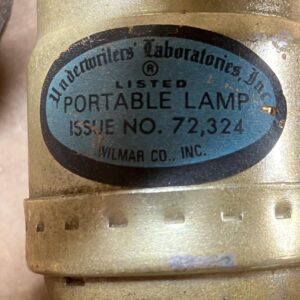 Underwriters' Laboratories, Inc.
®
LISTED
PORTABLE LAMP
ISSUE NO. 72,324
WILMAR CO., INC.